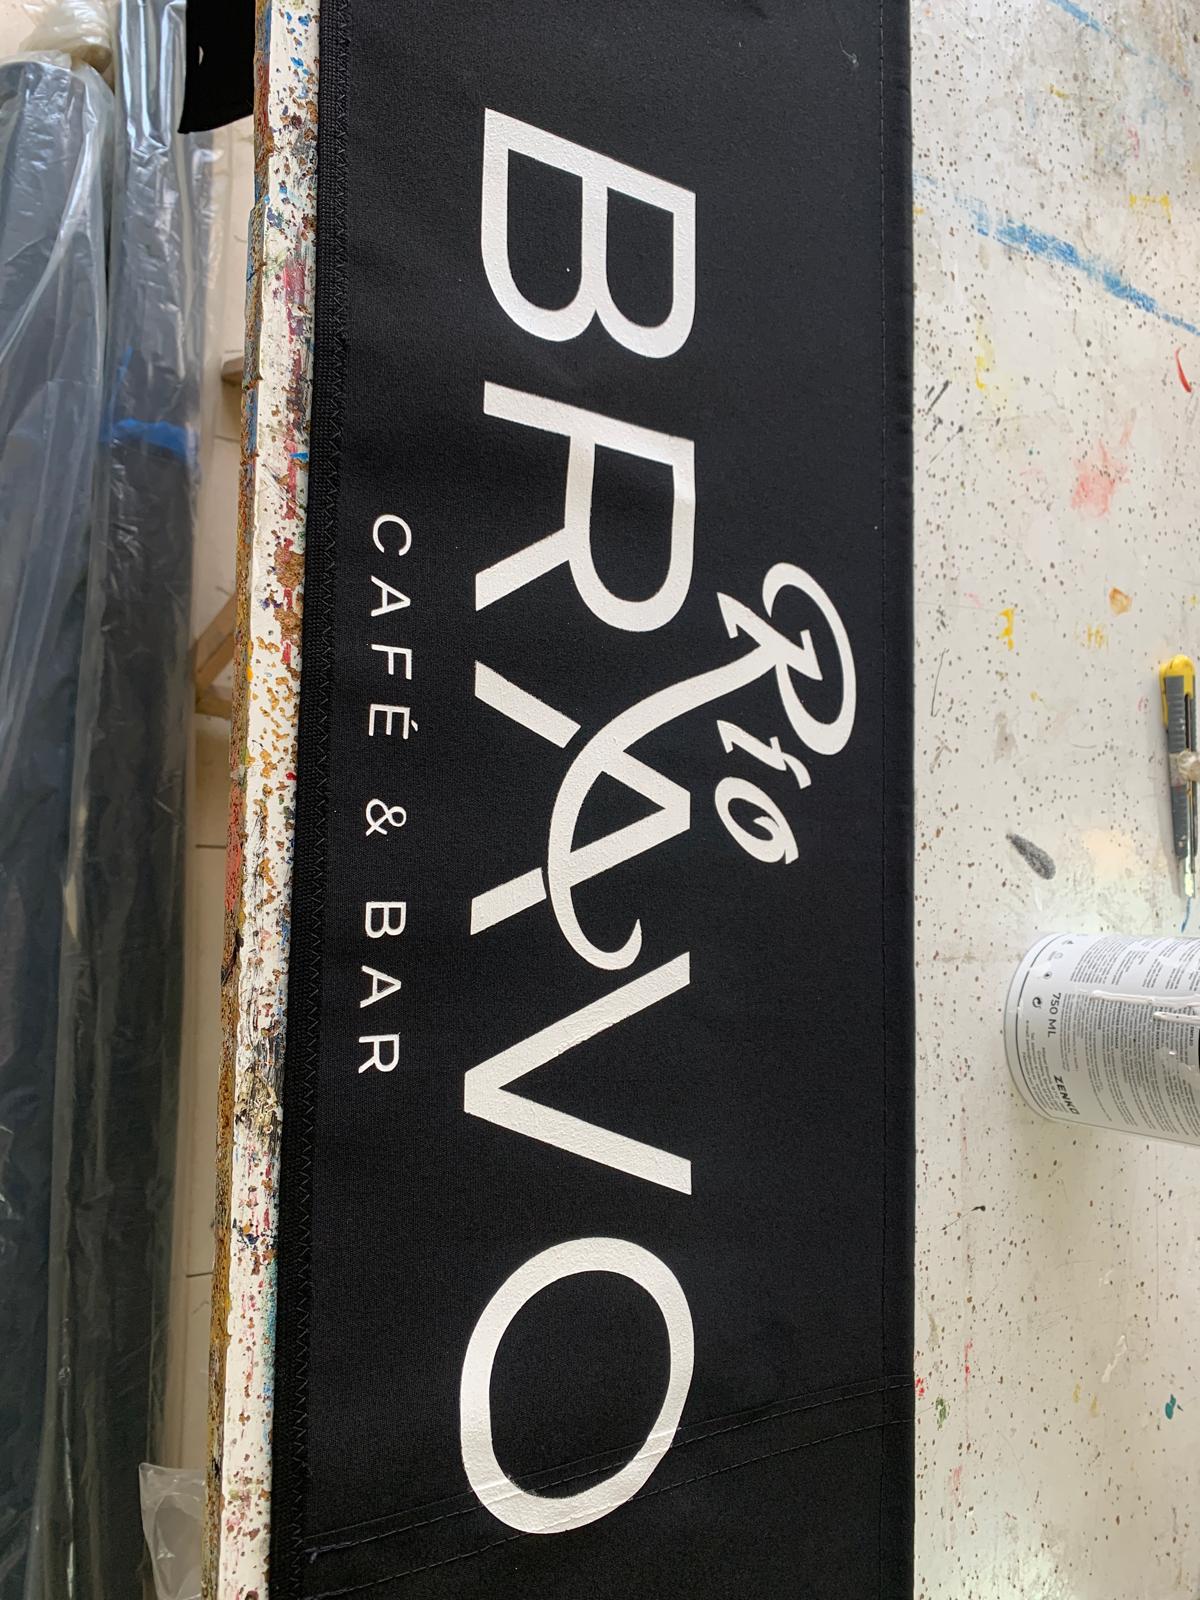 Rio
BRAVO
CAFÉ & BAR
750 ML
ZENKO